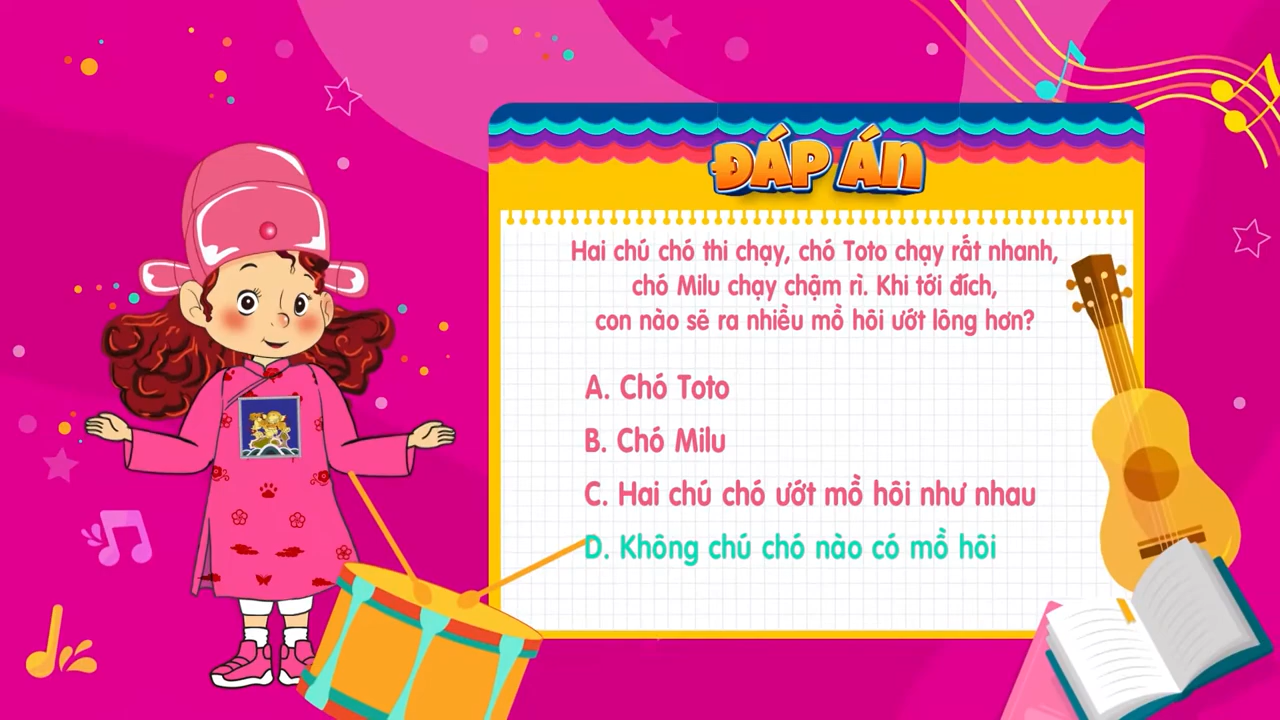 ĐÁP ÁN
Hai chú chó thi chạy, chó Toto chạy rất nhanh,
chó Milu chạy chậm rì. Khi tới đích,
con nào sẽ ra nhiều mồ hôi ướt lông hơn?
A. Chó Toto
B. Chó Milu
C. Hai chú chó ướt mồ hôi như nhau
D. Không chú chó nào có mồ hôi